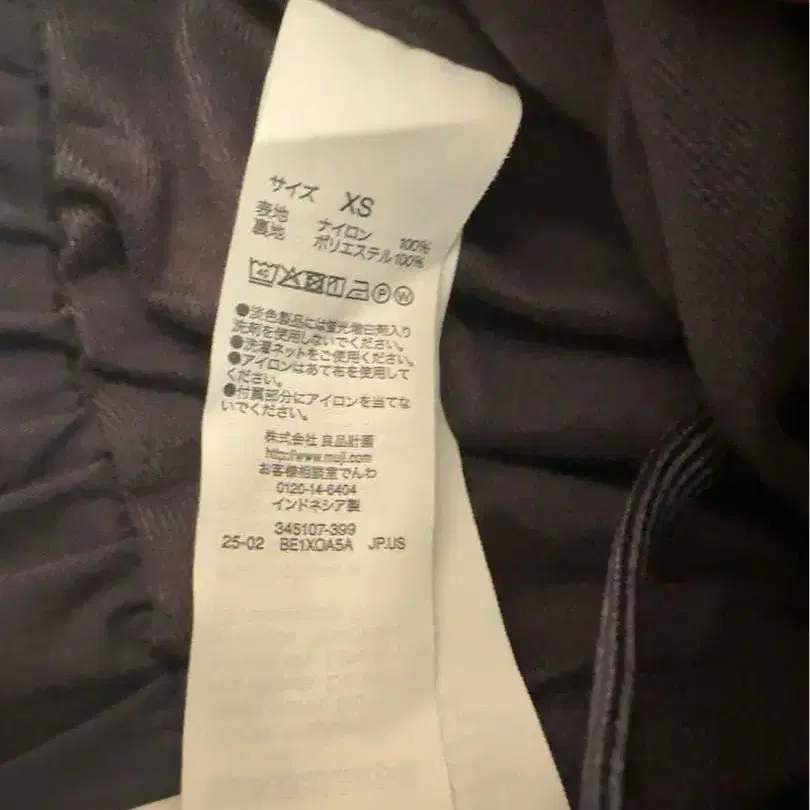 サイズ XS
表地 ナイロン 100%
裏地 ポリエステル100%
40 P W
●淡色製品には蛍光増白剤入り
洗剤を使用しないでください。
●洗濯ネットをご使用ください。
●アイロンはあて布を使用して
ください。
●付属部分にアイロンを当てな
いでください。
株式会社 良品計画
http://www.muji.com
お客様相談室でんわ
0120-14-6404
インドネシア製
345107-399
25-02 BE1XOA5A JP.US